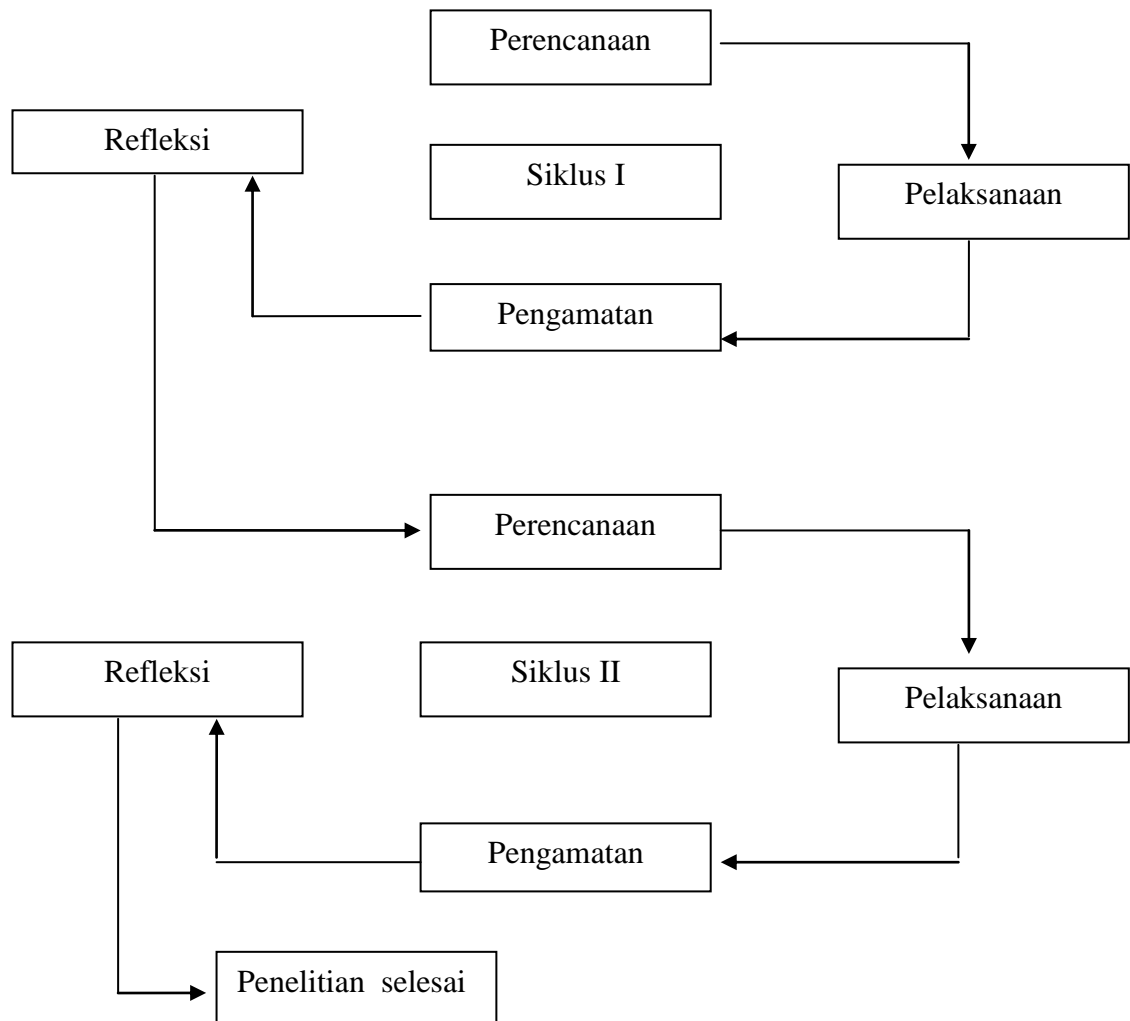 Perencanaan
Refleksi
Siklus I
Pelaksanaan
Pengamatan
Perencanaan
Refleksi
Siklus II
Pelaksanaan
Pengamatan
Penelitian selesai